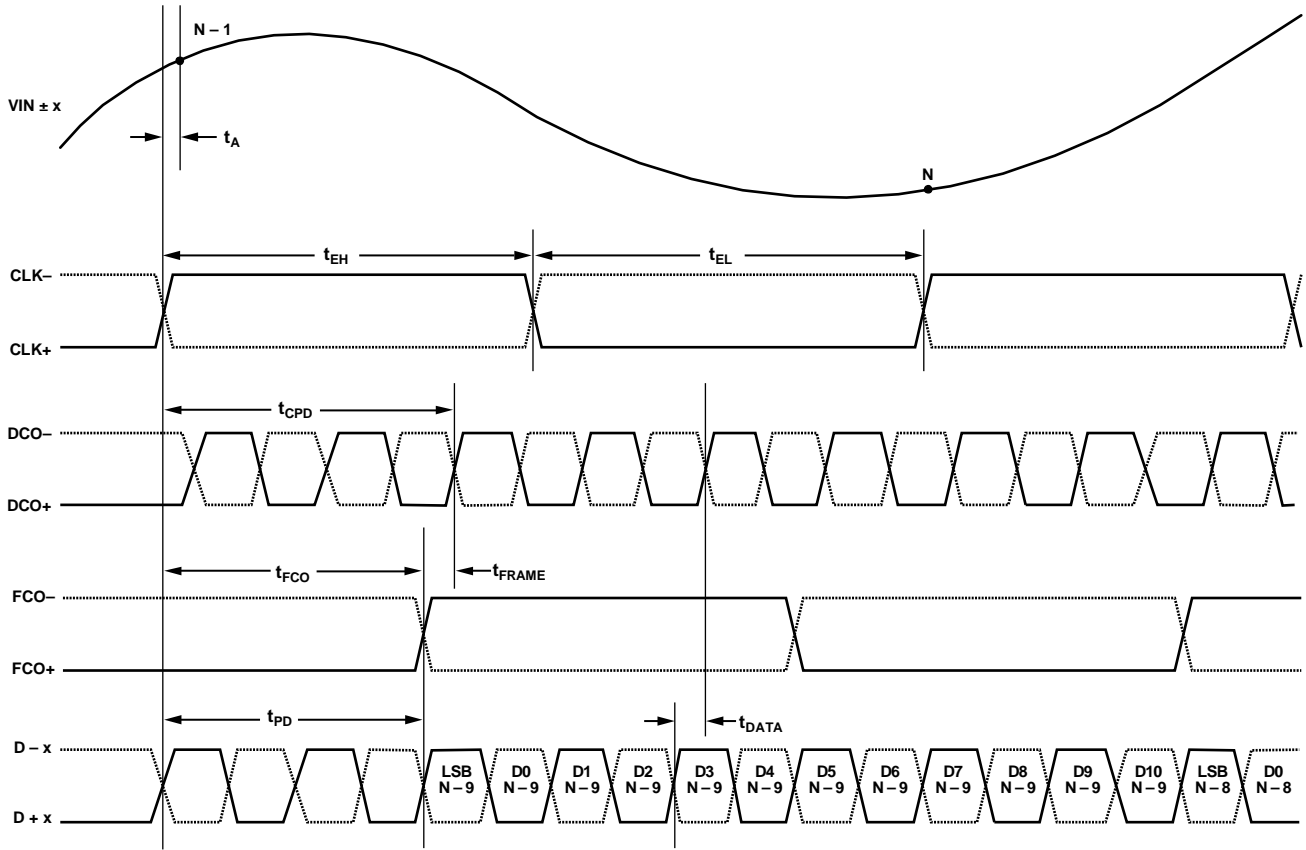 N – 1
VIN ± x
tA
N
tEH
tEL
CLK–
CLK+
tCPD
DCO–
DCO+
tFCO
tFRAME
FCO–
FCO+
tPD
tDATA
D – x
D + x
LSB N – 9
D0 N – 9
D1 N – 9
D2 N – 9
D3 N – 9
D4 N – 9
D5 N – 9
D6 N – 9
D7 N – 9
D8 N – 9
D9 N – 9
D10 N – 9
LSB N – 8
D0 N – 8